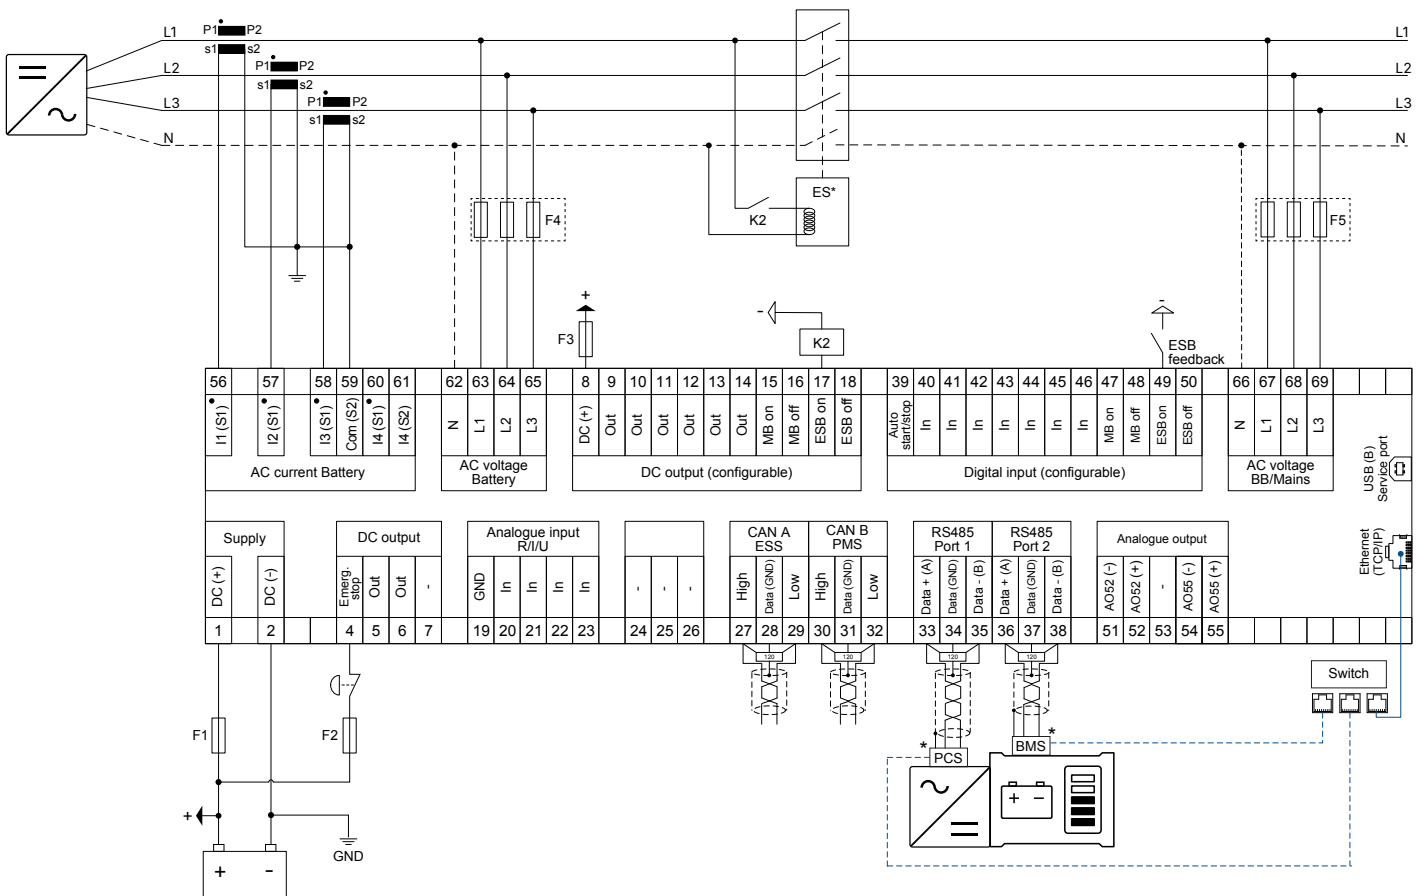 L1 P1 P2 L1
s1 s2
L2 P1 P2 L2
s1 s2
L3 P1 P2 L3
s1 s2
N N
ES*
K2
F4
F5
+
-
F3
K2
-
ESB
feedback
56 57 58 59 60 61 62 63 64 65 8 9 10 11 12 13 14 15 16 17 18 39 40 41 42 43 44 45 46 47 48 49 50 66 67 68 69
I1 (S1)
I2 (S1)
I3 (S1)
Com (S2)
I4 (S1)
I4 (S2)
N
L1
L2
L3
DC (+)
Out
Out
Out
Out
Out
Out
MB on
MB off
ESB on
ESB off
Auto
start/stop
In
In
In
In
In
In
In
MB on
MB off
ESB on
ESB off
N
L1
L2
L3
AC current Battery
AC voltage
Battery
DC output (configurable)
Digital input (configurable)
AC voltage
BB/Mains
USB (B)
Service port
Ethernet
(TCP/IP)
Supply
DC output
Analogue input
R/I/U
CAN A
ESS
CAN B
PMS
RS485
Port 1
RS485
Port 2
Analogue output
DC (+)
DC (-)
Emerg.
stop
Out
Out
-
GND
In
In
In
In
-
-
-
High
Data (GND)
Low
High
Data (GND)
Low
Data + (A)
Data (GND)
Data - (B)
Data + (A)
Data (GND)
Data - (B)
AO52 (-)
AO52 (+)
-
AO55 (-)
AO55 (+)
1 2 4 5 6 7 19 20 21 22 23 24 25 26 27 28 29 30 31 32 33 34 35 36 37 38 51 52 53 54 55
120 120 120 120
Switch
F1
F2
* PCS
BMS *
+ -
+
GND
+ -